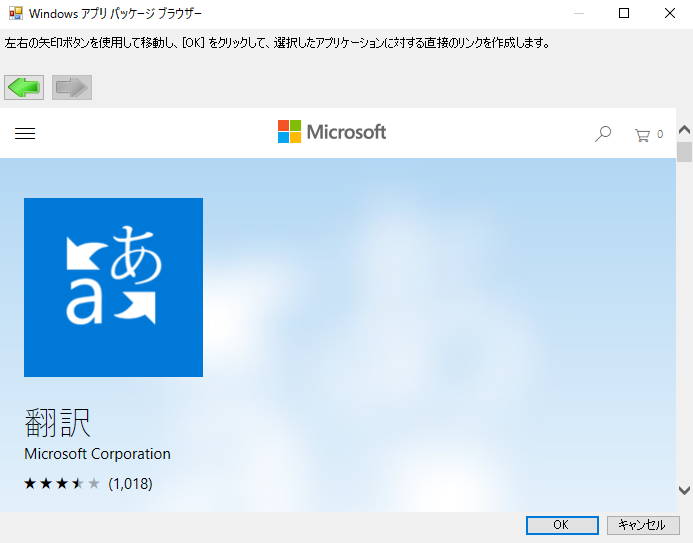 Windows アプリ パッケージ ブラウザー
左右の矢印ボタンを使用して移動し、[OK] をクリックして、選択したアプリケーションに対する直接のリンクを作成します。
Microsoft
0
あ
a
翻訳
Microsoft Corporation
(1,018)
OK
キャンセル